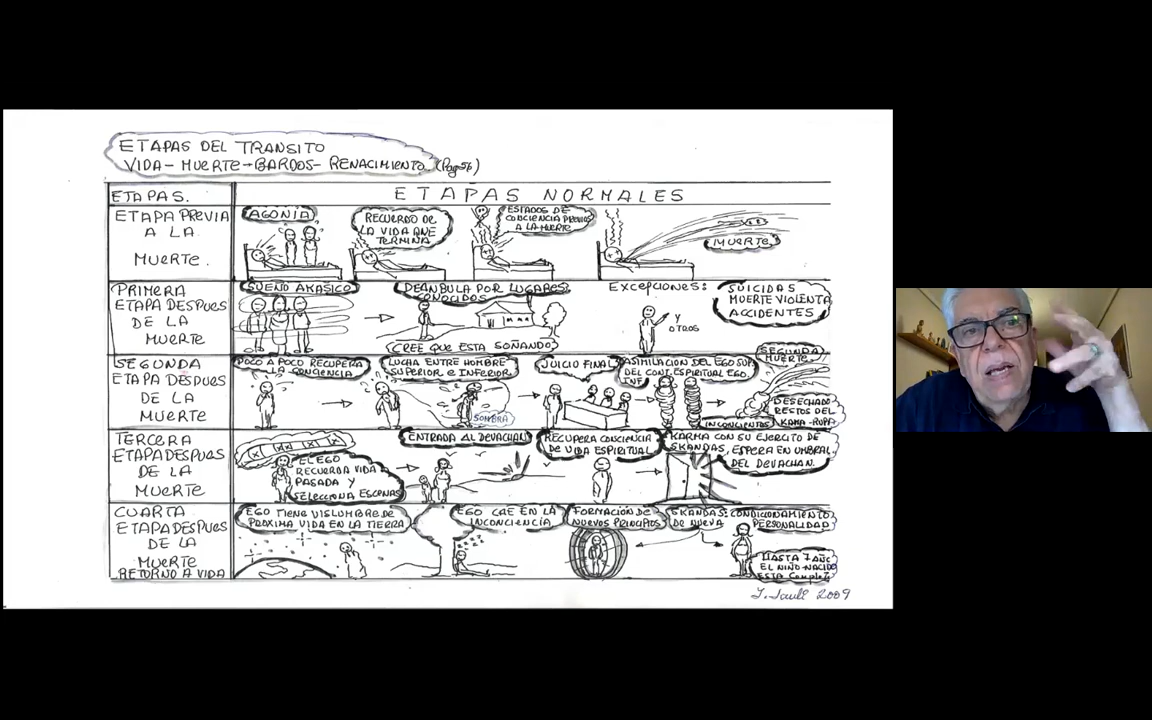 ETAPAS DEL TRANSITO
VIDA - MUERTE - BARDOS - RENACIMIENTO (Pag 56)
ETAPAS.
ETAPAS NORMALES
ETAPA PREVIA
A LA
MUERTE.
AGONIA
RECUERDO DE
LA VIDA QUE
TERMINA
ESTADOS DE
CONCIENCIA PREVIOS
A LA MUERTE
MUERTE
PRIMERA
ETAPA DESPUES
DE LA
MUERTE
SUEÑO AKASICO
DEANBULA POR LUGARES
CONOCIDOS
CREE QUE ESTA SOÑANDO
EXCEPCIONES:
Y
OTROS
SUICIDAS
MUERTE VIOLENTA
ACCIDENTES
SEGUNDA
ETAPA DESPUES
DE LA
MUERTE
POCO A POCO RECUPERA
LA CONCIENCIA
LUCHA ENTRE HOMBRE
SUPERIOR E INFERIOR
SOMBRA
JUICIO FINAL
ASIMILACION DEL EGO SUP.
DEL CONT. ESPIRITUAL EGO.
INF.
INCONCIENTES
SEGUNDA
MUERTE
DESECHADO
RESTOS DEL
KAMA-RUPA
TERCERA
ETAPA DESPUES
DE LA
MUERTE
EL EGO
RECUERDA VIDA
PASADA Y
SELECCIONA ESCENAS
ENTRADA AL DEVACHAN
RECUPERA CONCIENCIA
DE VIDA ESPIRITUAL
KARMA CON SU EJERCITO DE
SKANDAS, ESPERA EN UMBRAL
DEL DEVACHAN.
CUARTA
ETAPA DESPUES
DE LA
MUERTE
RETORNO A VIDA
EGO TIENE VISLUMBRE DE
PROXIMA VIDA EN LA TIERRA
EGO CAE EN LA
INCONCIENCIA
FORMACIÓN DE
NUEVOS PRINCIPIOS
SKANDAS: CONDICIONAMIENTO
DE NUEVA PERSONALIDAD
HASTA 7 AÑOS
EL NIÑO NACIDO
ESTA COMPLETO
2009